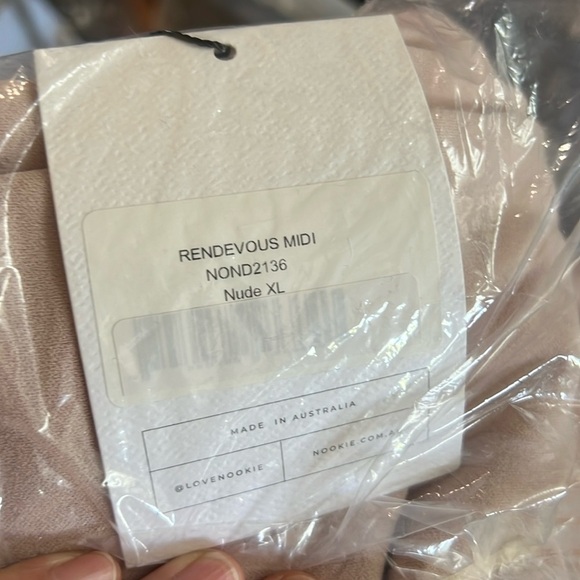 RENDEVOUS MIDI
NOND2136
Nude XL
MADE IN AUSTRALIA
@LOVENOOKIE
NOOKIE.COM.AU